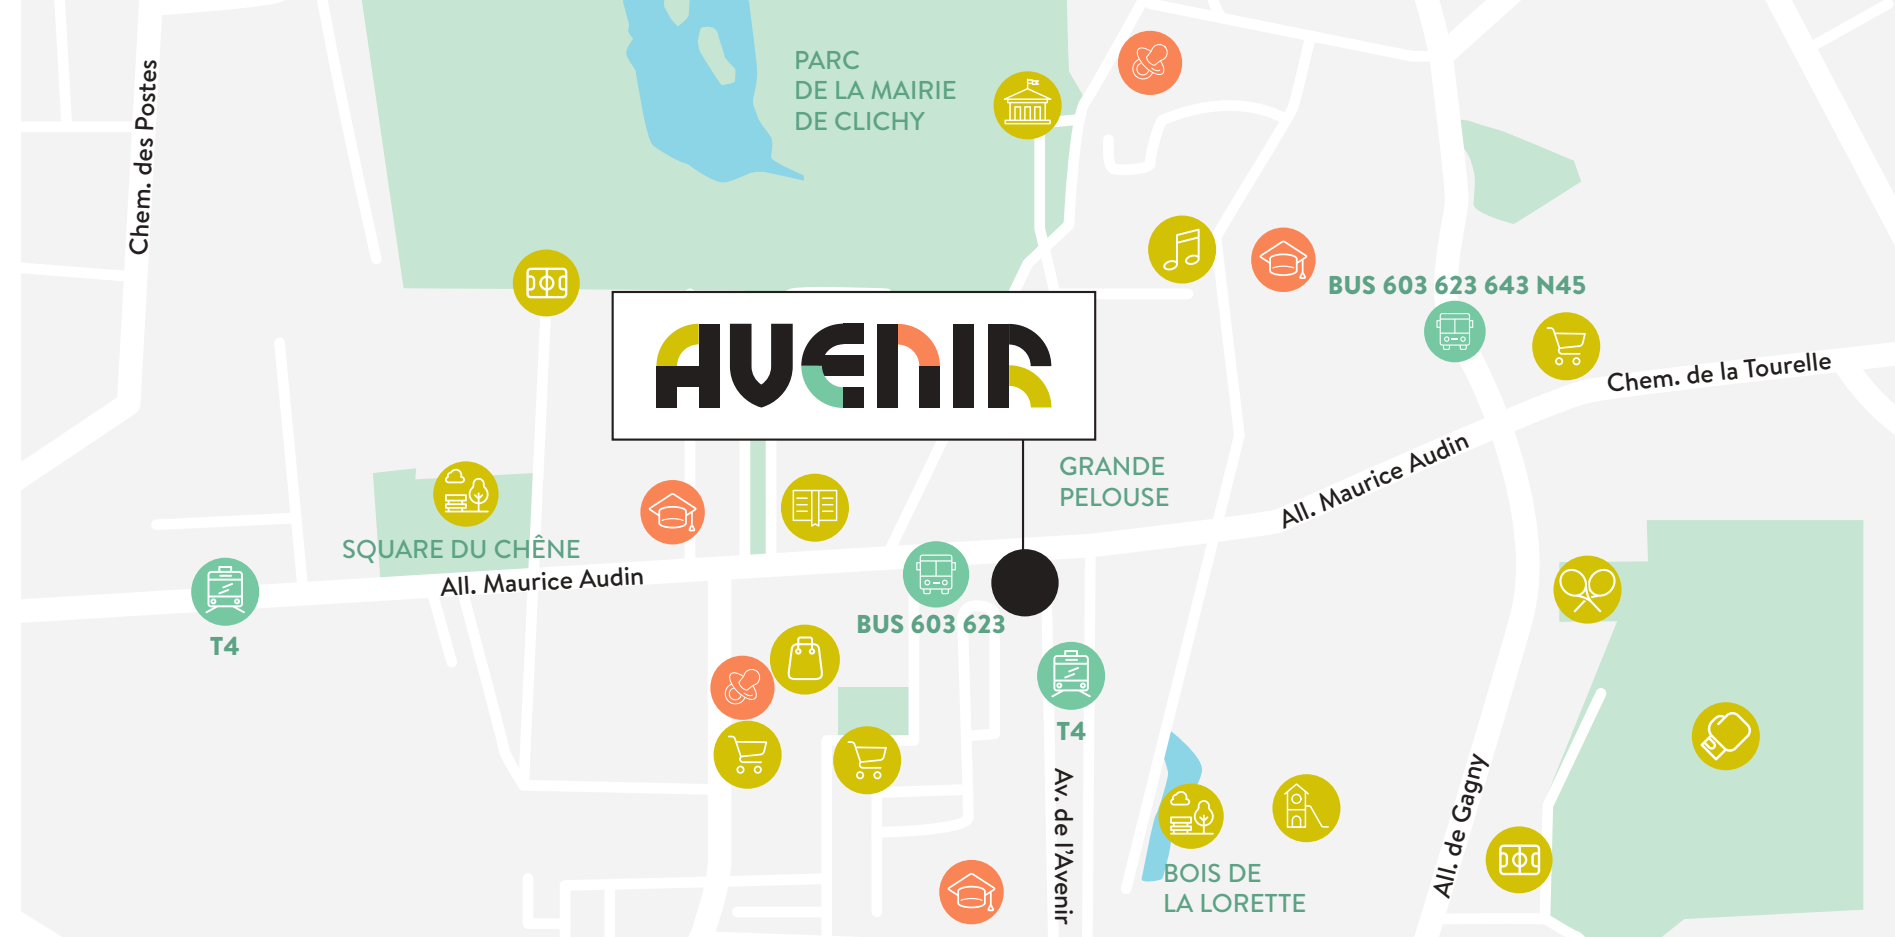 PARC
DE LA MAIRIE
DE CLICHY
Chem. des Postes
BUS 603 623 643 N45
AVENIR
Chem. de la Tourelle
All. Maurice Audin
GRANDE
PELOUSE
SQUARE DU CHÊNE
All. Maurice Audin
T4
BUS 603 623
T4
Av. de l'Avenir
All. de Gagny
BOIS DE
LA LORETTE